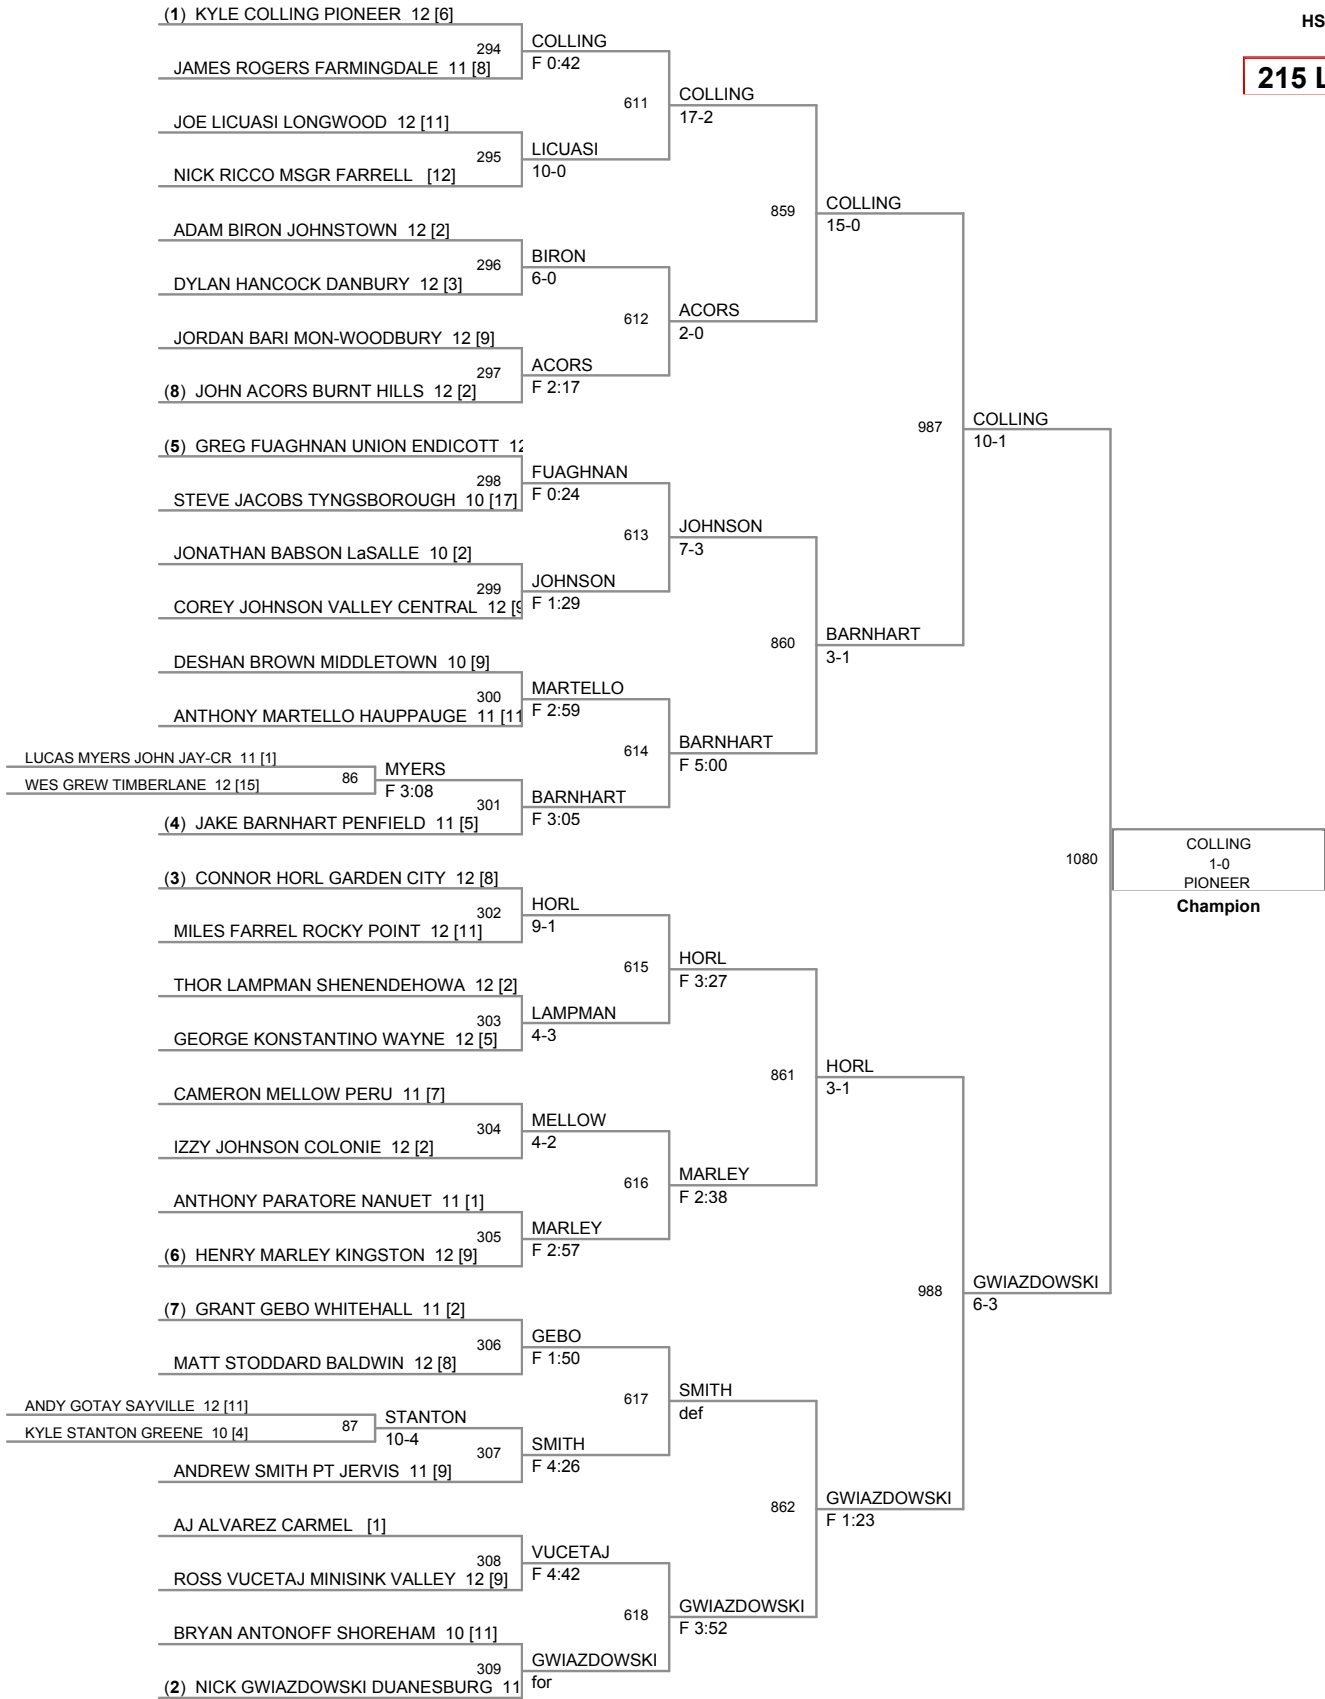 HS
215 L
(1) KYLE COLLING PIONEER 12 [6]
294
JAMES ROGERS FARMINGDALE 11 [8]
COLLING
F 0:42
JOE LICUASI LONGWOOD 12 [11]
295
NICK RICCO MSGR FARRELL [12]
LICUASI
10-0
611
COLLING
17-2
ADAM BIRON JOHNSTOWN 12 [2]
296
DYLAN HANCOCK DANBURY 12 [3]
BIRON
6-0
JORDAN BARI MON-WOODBURY 12 [9]
297
(8) JOHN ACORS BURNT HILLS 12 [2]
ACORS
F 2:17
612
ACORS
2-0
859
COLLING
15-0
(5) GREG FUAGHNAN UNION ENDICOTT 12
298
STEVE JACOBS TYNGSBOROUGH 10 [17]
FUAGHNAN
F 0:24
JONATHAN BABSON LaSALLE 10 [2]
299
COREY JOHNSON VALLEY CENTRAL 12 [9
JOHNSON
F 1:29
613
JOHNSON
7-3
DESHAN BROWN MIDDLETOWN 10 [9]
300
ANTHONY MARTELLO HAUPPAUGE 11 [11
MARTELLO
F 2:59
LUCAS MYERS JOHN JAY-CR 11 [1]
86
WES GREW TIMBERLANE 12 [15]
MYERS
F 3:08
301
(4) JAKE BARNHART PENFIELD 11 [5]
BARNHART
F 3:05
614
BARNHART
F 5:00
860
BARNHART
3-1
987
COLLING
10-1
(3) CONNOR HORL GARDEN CITY 12 [8]
302
MILES FARREL ROCKY POINT 12 [11]
HORL
9-1
THOR LAMPMAN SHENENDEHOWA 12 [2]
303
GEORGE KONSTANTINO WAYNE 12 [5]
LAMPMAN
4-3
615
HORL
F 3:27
CAMERON MELLOW PERU 11 [7]
304
IZZY JOHNSON COLONIE 12 [2]
MELLOW
4-2
ANTHONY PARATORE NANUET 11 [1]
305
(6) HENRY MARLEY KINGSTON 12 [9]
MARLEY
F 2:57
616
MARLEY
F 2:38
861
HORL
3-1
(7) GRANT GEBO WHITEHALL 11 [2]
306
MATT STODDARD BALDWIN 12 [8]
GEBO
F 1:50
ANDY GOTAY SAYVILLE 12 [11]
87
KYLE STANTON GREENE 10 [4]
STANTON
10-4
307
ANDREW SMITH PT JERVIS 11 [9]
SMITH
F 4:26
617
SMITH
def
AJ ALVAREZ CARMEL [1]
308
ROSS VUCETAJ MINISINK VALLEY 12 [9]
VUCETAJ
F 4:42
BRYAN ANTONOFF SHOREHAM 10 [11]
309
(2) NICK GWIAZDOWSKI DUANESBURG 11
GWIAZDOWSKI
for
618
GWIAZDOWSKI
F 3:52
862
GWIAZDOWSKI
F 1:23
988
GWIAZDOWSKI
6-3
1080
COLLING
1-0
PIONEER
Champion